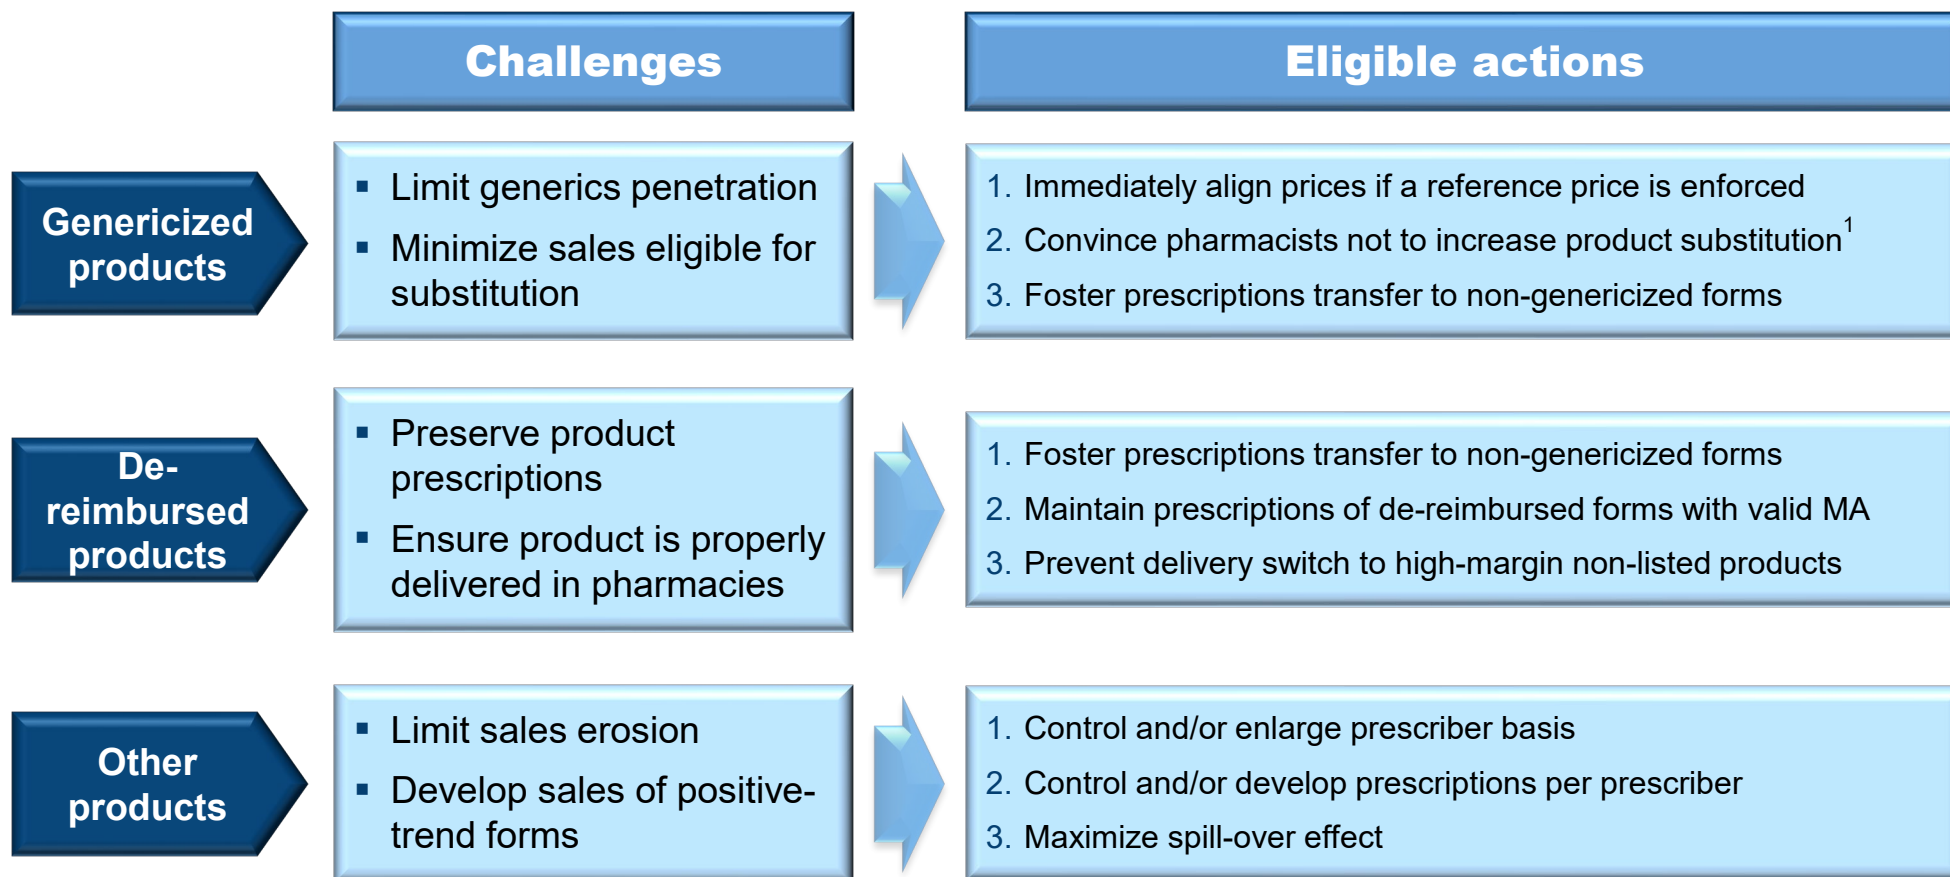 Challenges
Eligible actions
Genericized
products
▪ Limit generics penetration
▪ Minimize sales eligible for
substitution
1. Immediately align prices if a reference price is enforced
2. Convince pharmacists not to increase product substitution¹
3. Foster prescriptions transfer to non-genericized forms
De-
reimbursed
products
▪ Preserve product
prescriptions
▪ Ensure product is properly
delivered in pharmacies
1. Foster prescriptions transfer to non-genericized forms
2. Maintain prescriptions of de-reimbursed forms with valid MA
3. Prevent delivery switch to high-margin non-listed products
Other
products
▪ Limit sales erosion
▪ Develop sales of positive-
trend forms
1. Control and/or enlarge prescriber basis
2. Control and/or develop prescriptions per prescriber
3. Maximize spill-over effect